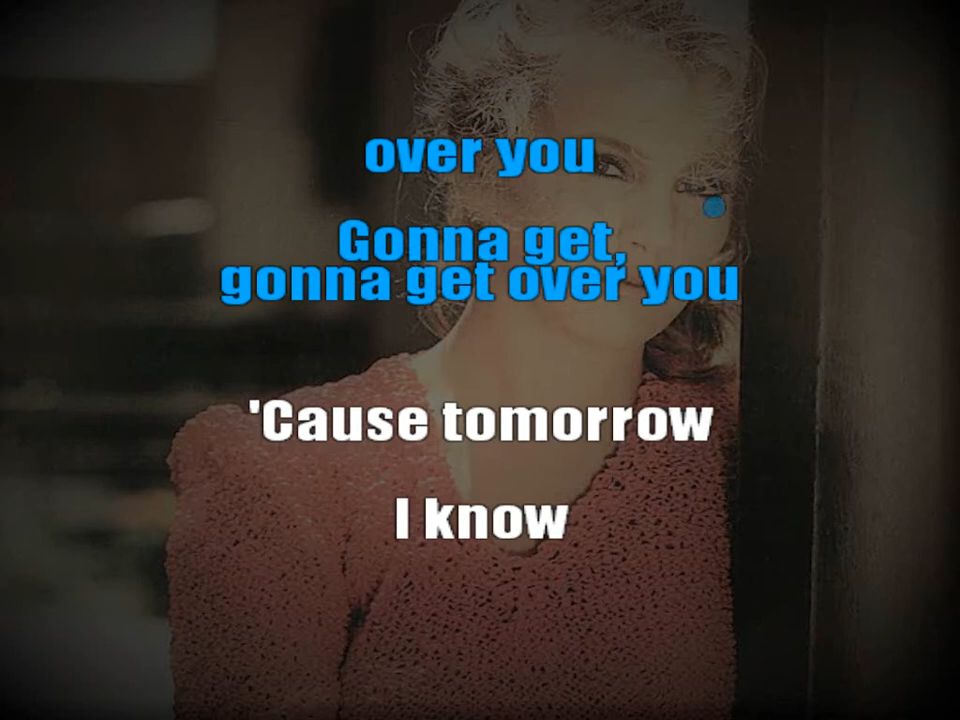 over you
Gonna get,
gonna get over you
'Cause tomorrow
I know